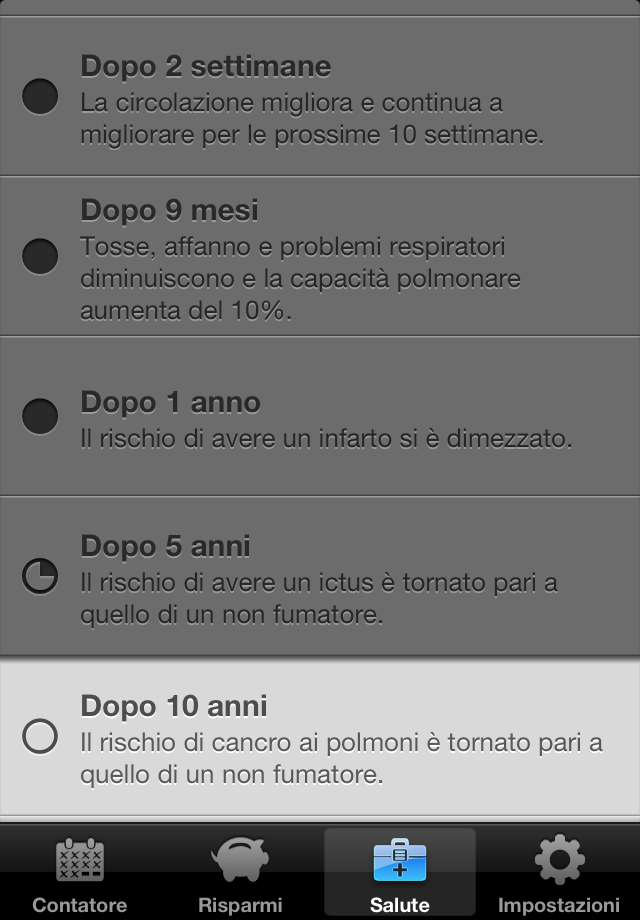 Dopo 2 settimane
La circolazione migliora e continua a
migliorare per le prossime 10 settimane.
Dopo 9 mesi
Tosse, affanno e problemi respiratori
diminuiscono e la capacità polmonare
aumenta del 10%.
Dopo 1 anno
Il rischio di avere un infarto si è dimezzato.
Dopo 5 anni
Il rischio di avere un ictus è tornato pari a
quello di un non fumatore.
Dopo 10 anni
Il rischio di cancro ai polmoni è tornato pari a
quello di un non fumatore.
Contatore Risparmi Salute Impostazioni